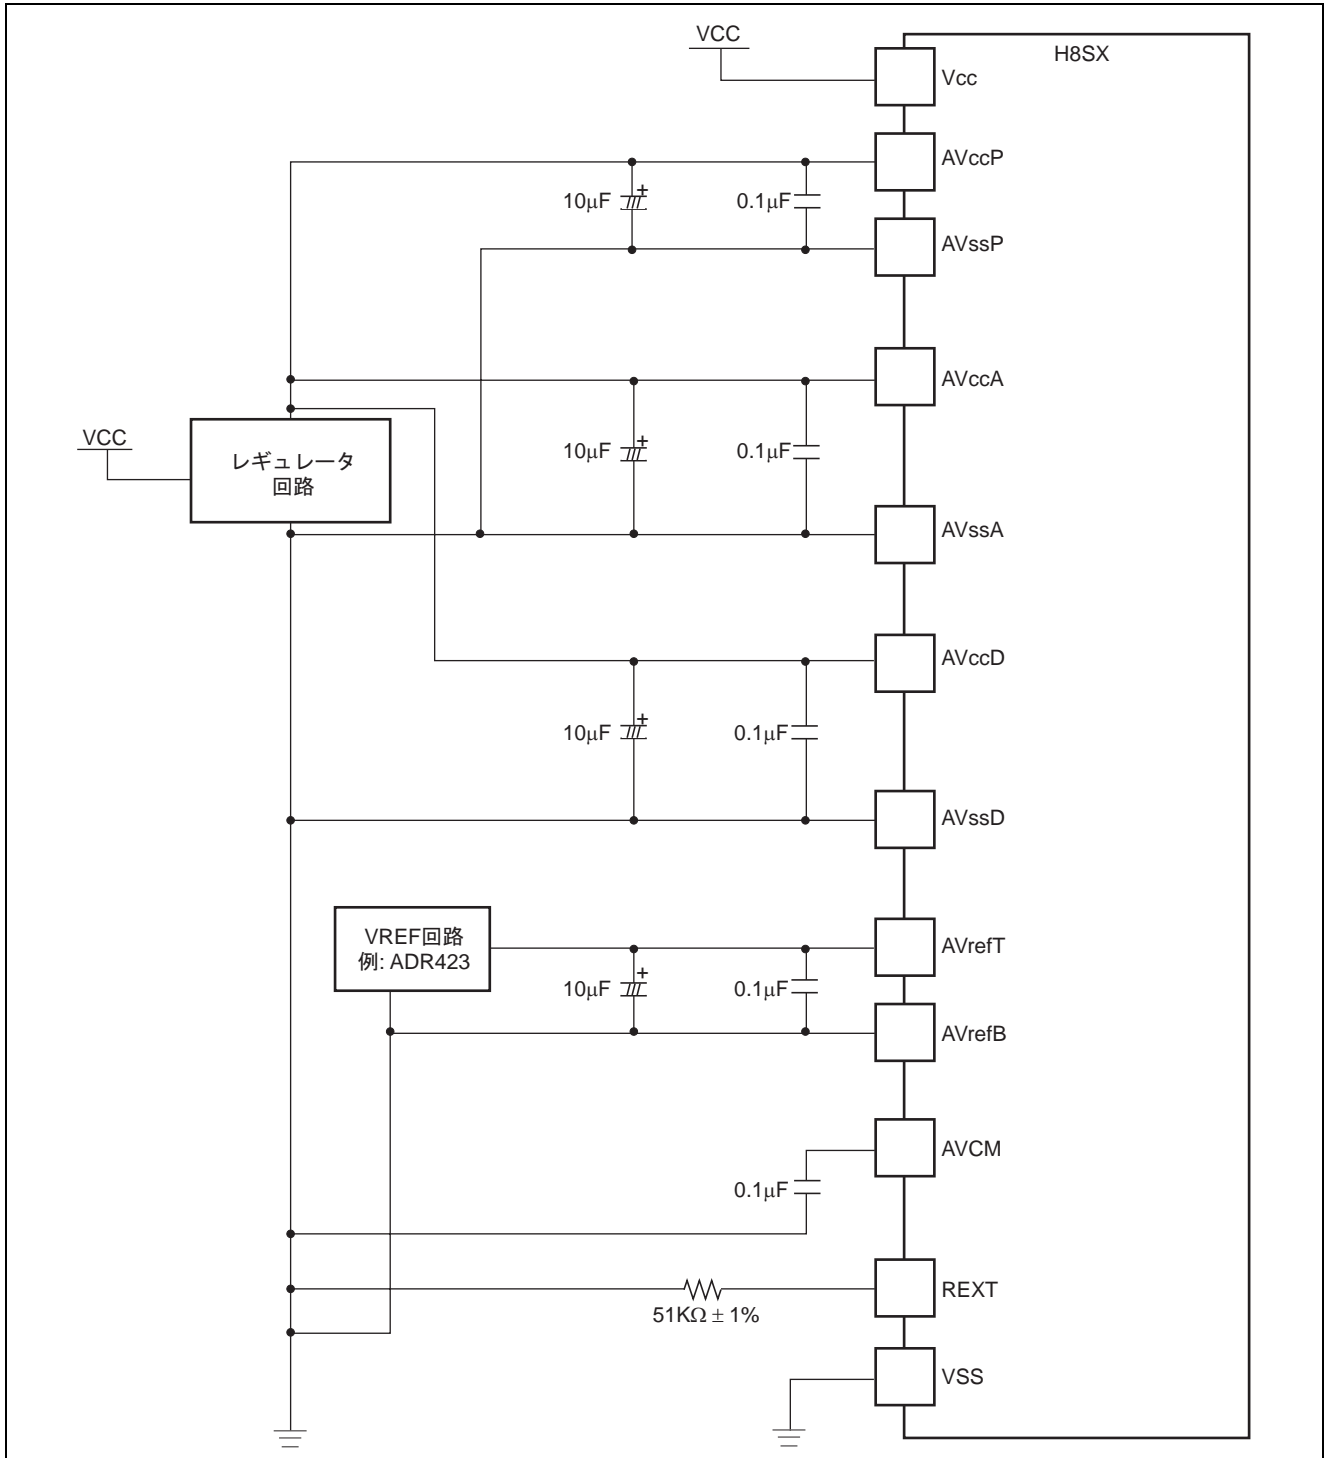 VCC
H8SX
Vcc
AVccP
10μF
0.1μF
AVssP
AVccA
VCC
レギュレータ
回路
10μF
0.1μF
AVssA
AVccD
10μF
0.1μF
AVssD
VREF回路
例: ADR423
AVrefT
10μF
0.1μF
AVrefB
AVCM
0.1μF
REXT
51KΩ ± 1%
VSS